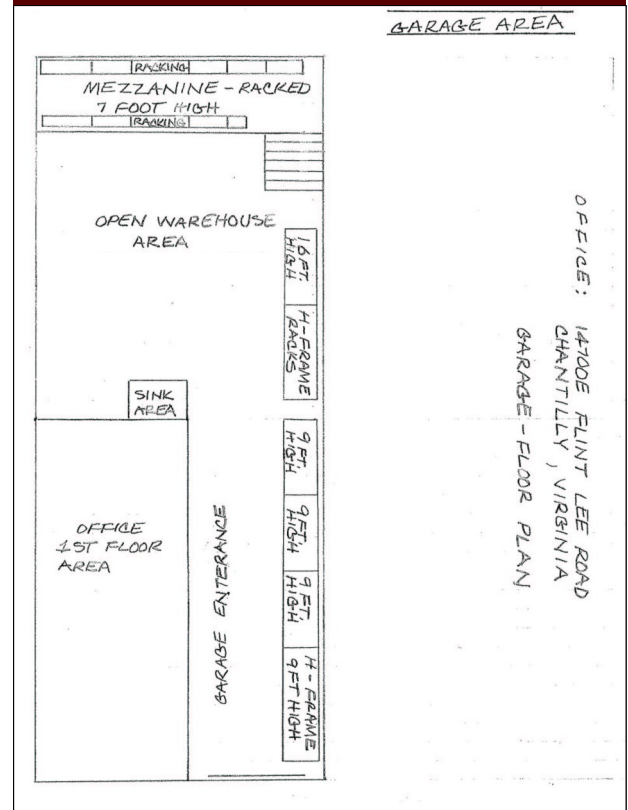 GARAGE AREA
RACKING
MEZZANINE - RACKED
7 FOOT HIGH
RACKING
OPEN WAREHOUSE
AREA
16 FT.
HIGH
H-FRAME
RACKS
SINK
AREA
9 FT.
HIGH
9 FT.
HIGH
9 FT.
HIGH
H - FRAME
9 FT HIGH
OFFICE
1ST FLOOR
AREA
GARAGE ENTERANCE
OFFICE: 14700E FLINT LEE ROAD
CHANTILLY, VIRGINIA
GARAGE - FLOOR PLAN